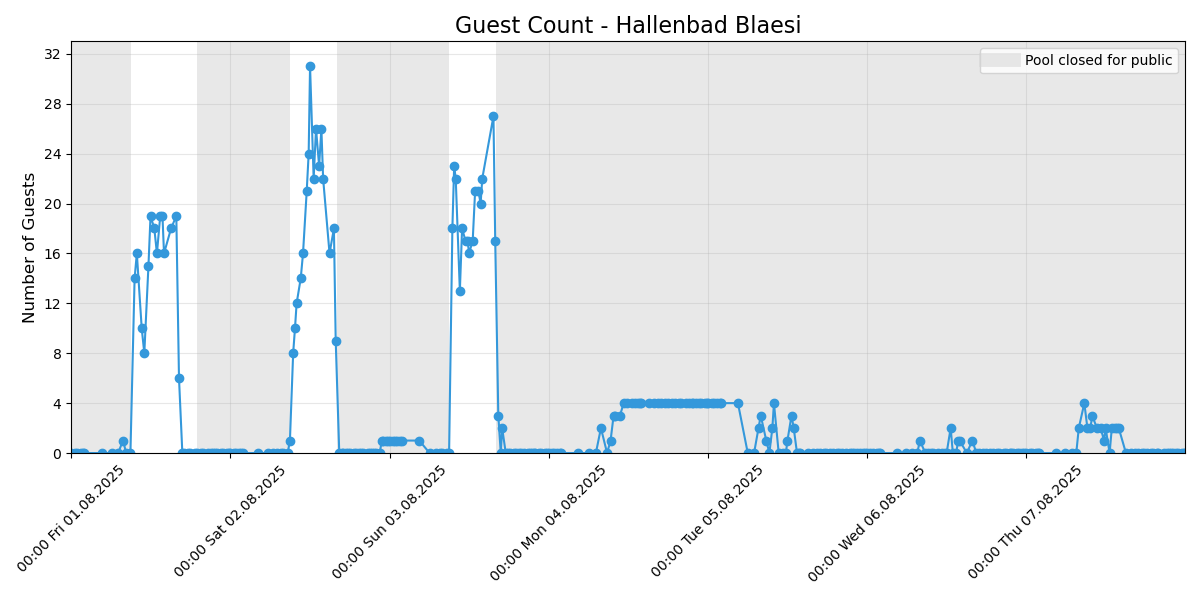 Guest Count - Hallenbad Blaesi
Pool closed for public
Number of Guests
32
28
24
20
16
12
8
4
0
00:00 Fri 01.08.2025
00:00 Sat 02.08.2025
00:00 Sun 03.08.2025
00:00 Mon 04.08.2025
00:00 Tue 05.08.2025
00:00 Wed 06.08.2025
00:00 Thu 07.08.2025